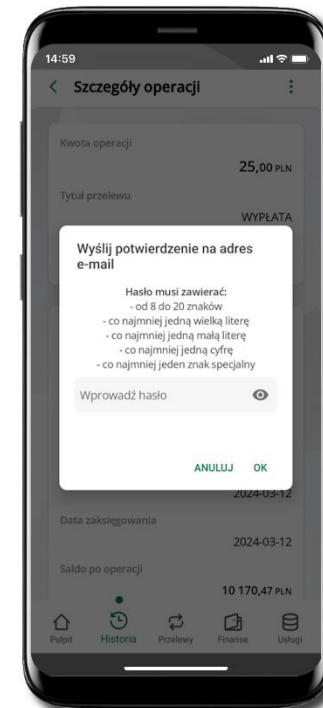 14:59
Szczegóły operacji
Kwota operacji
25,00 PLN
Tytuł przelewu
WYPŁATA
Wyślij potwierdzenie na adres
e-mail
Hasło musi zawierać:
- od 8 do 20 znaków
- co najmniej jedną wielką literę
- co najmniej jedną małą literę
- co najmniej jedną cyfrę
- co najmniej jeden znak specjalny
Wprowadź hasło
ANULUJ OK
2024-03-12
Data zaksięgowania
2024-03-12
Saldo po operacji
10 170,47 PLN
Pulpit Historia Przelewy Finanse Usługi